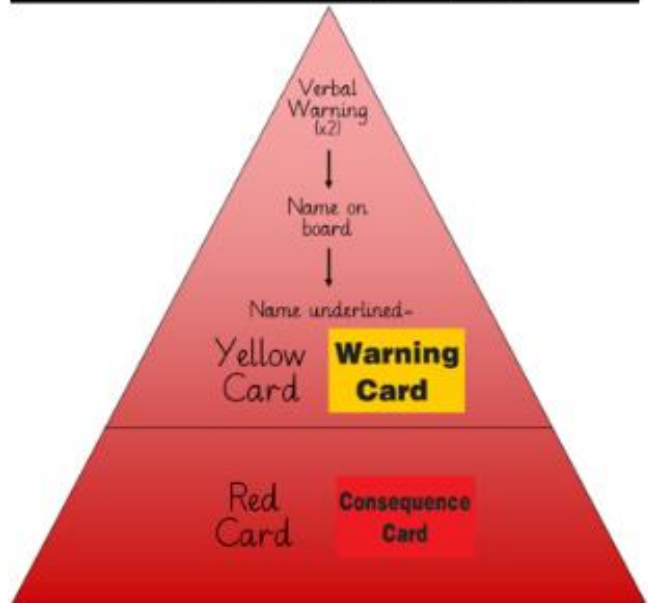 Verbal
Warning
(x2)
Name on
board
Name underlined-
Yellow
Card
Warning
Card
Red
Card
Consequence
Card